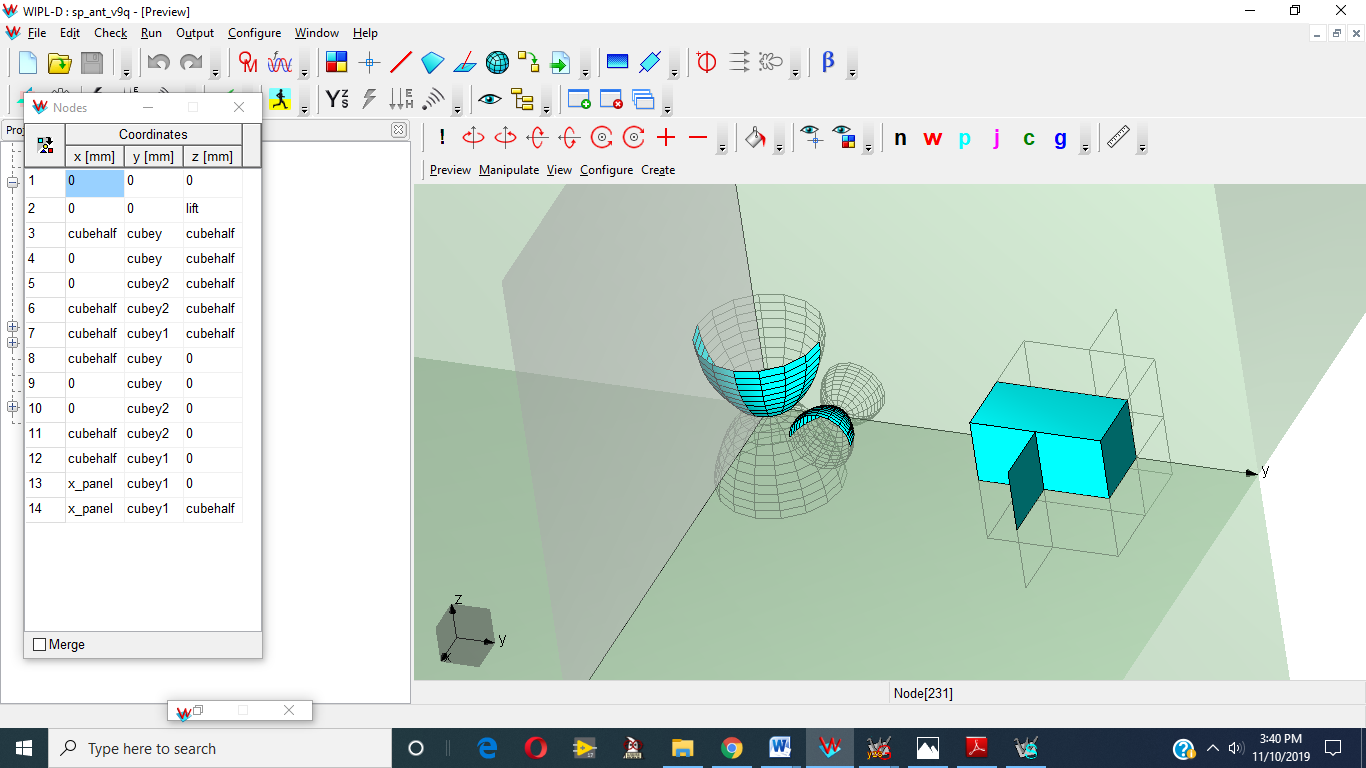 WIPL-D : sp_ant_v9q - [Preview]
File Edit Check Run Output Configure Window Help
Nodes
Coordinates
x [mm] y [mm] z [mm]
1 0 0 0
2 0 0 lift
3 cubehalf cubey cubehalf
4 0 cubey cubehalf
5 0 cubey2 cubehalf
6 cubehalf cubey2 cubehalf
7 cubehalf cubey1 cubehalf
8 cubehalf cubey 0
9 0 cubey 0
10 0 cubey2 0
11 cubehalf cubey2 0
12 cubehalf cubey1 0
13 x_panel cubey1 0
14 x_panel cubey1 cubehalf
Merge
n w p j c g
Preview Manipulate View Configure Create
y
z
y
x
Node[231]
Type here to search
3:40 PM
11/10/2019